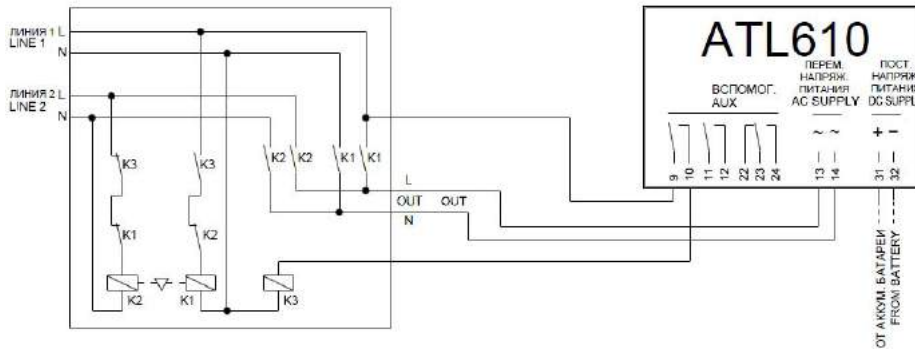 ЛИНИЯ 1 L
LINE 1
N
ЛИНИЯ 2 L
LINE 2
N
K3
K3
K2
K2
K1
K1
K1
K2
K2
K1
K3
L
OUT
OUT
N
ATL610
ВСПОМОГ.
AUX
ПЕРЕМ.
НАПРЯЖ.
ПИТАНИЯ
AC SUPPLY
ПОСТ.
НАПРЯЖ
ПИТАНИЯ
DC SUPPL
~ ~
+ −
9 10 11 12 22 23 24 13 14 31 32
ОТ АККУМ. БАТАРЕИ
FROM BATTERY